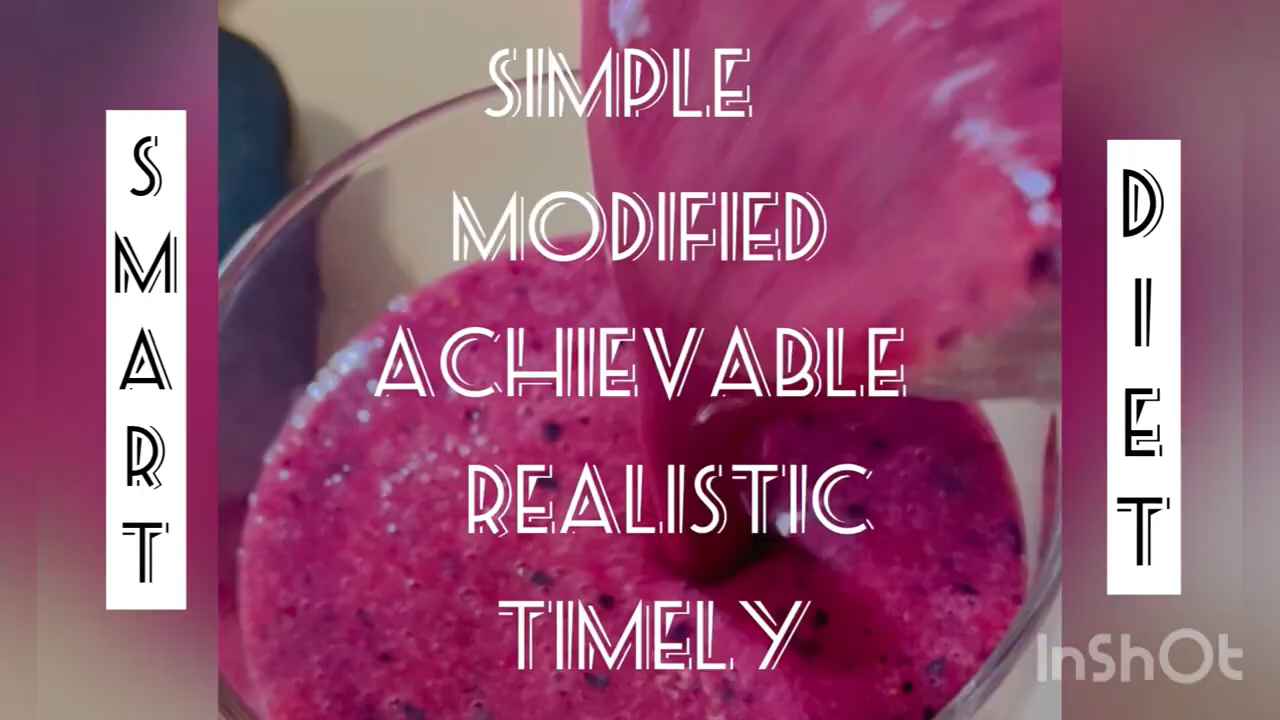 SMART
SIMPLE
MODIFIED
ACHIEVABLE
REALISTIC
TIMELY
DIET
InShOt